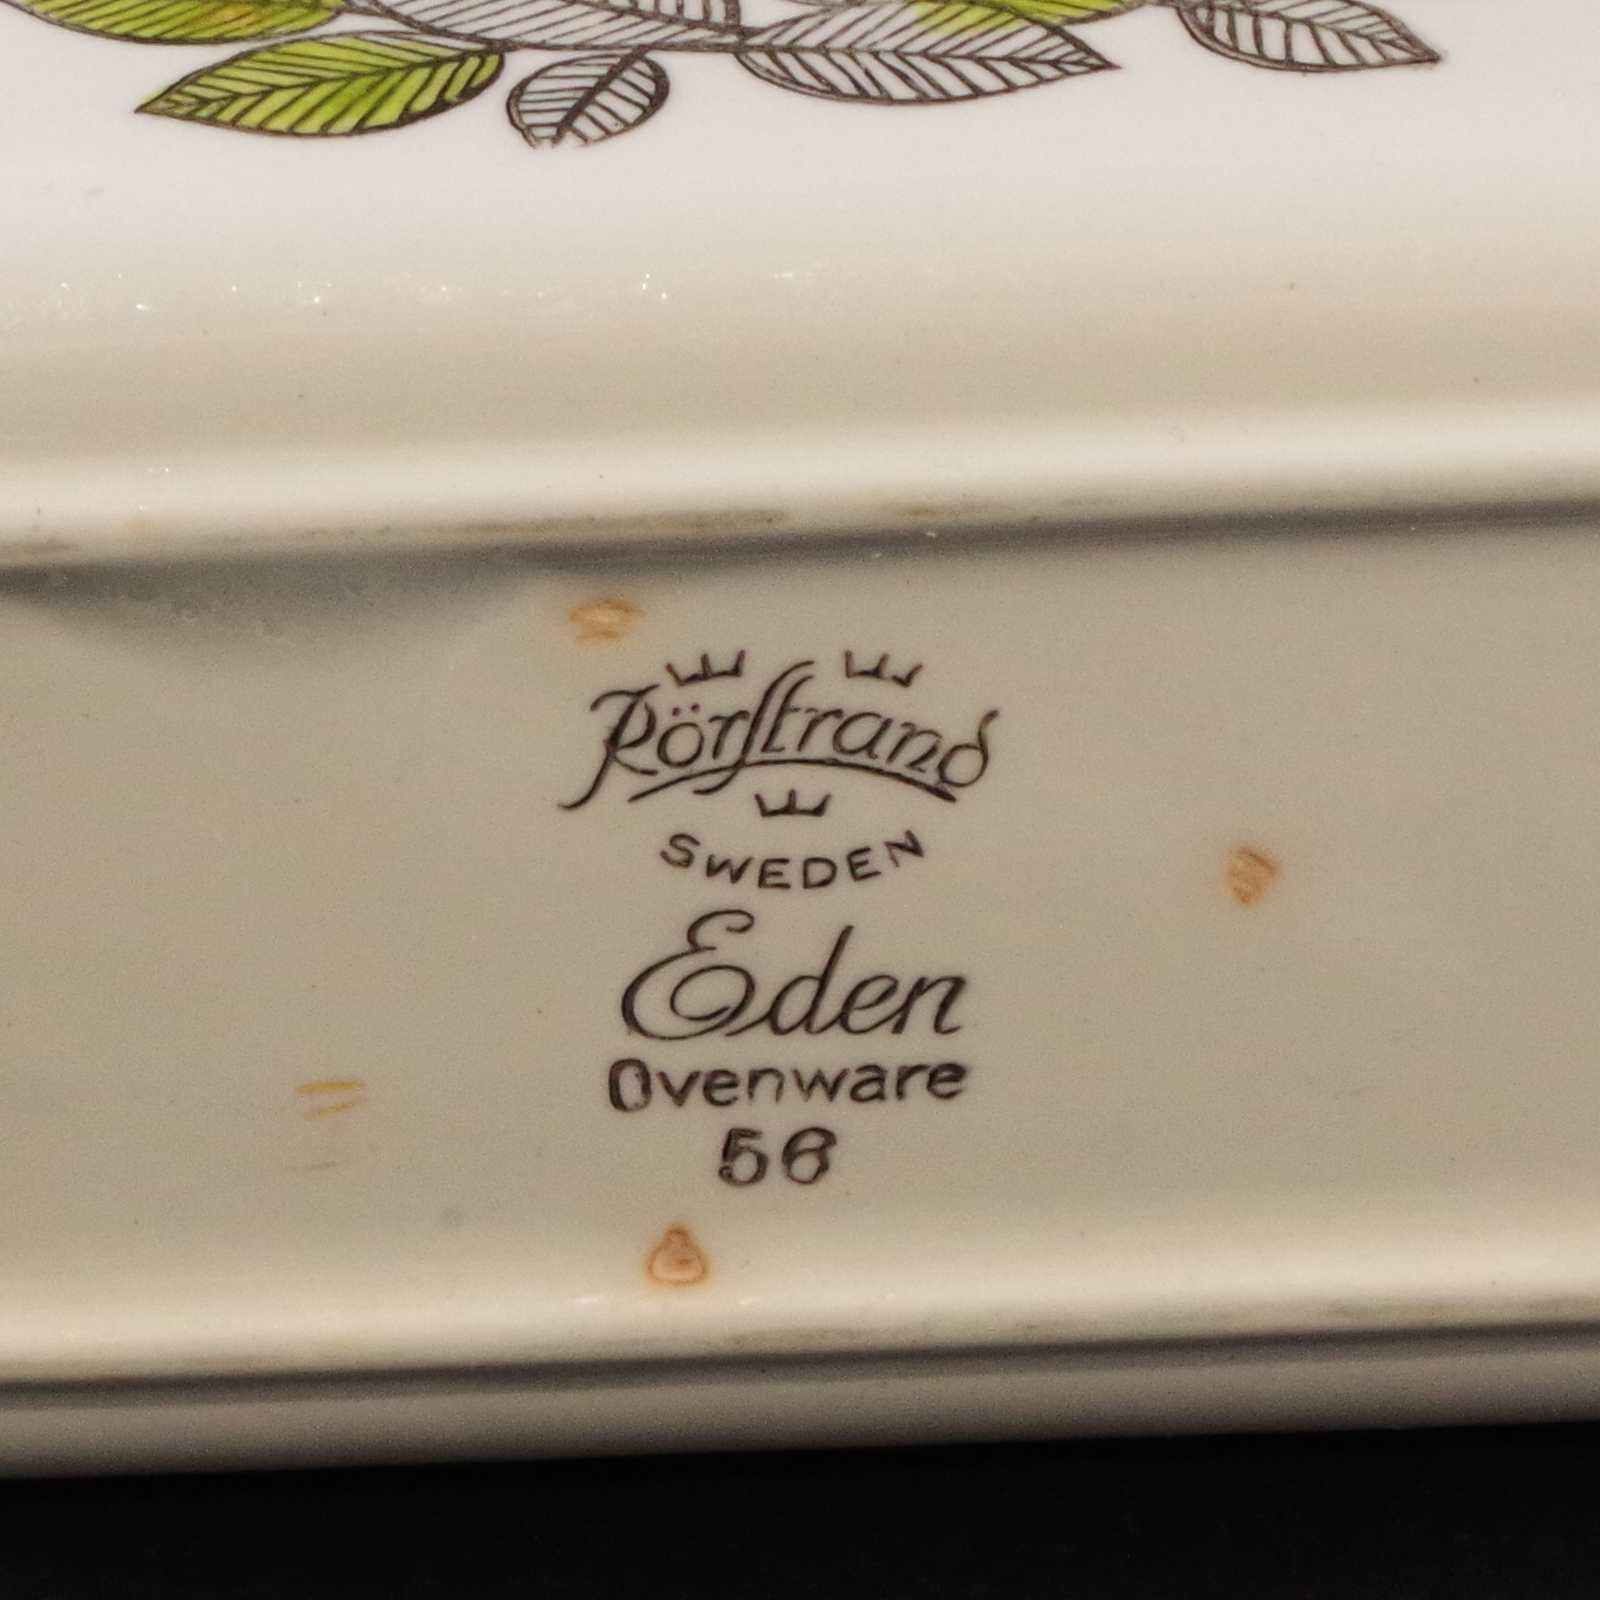 Rörstrand
SWEDEN
Eden
Ovenware
56